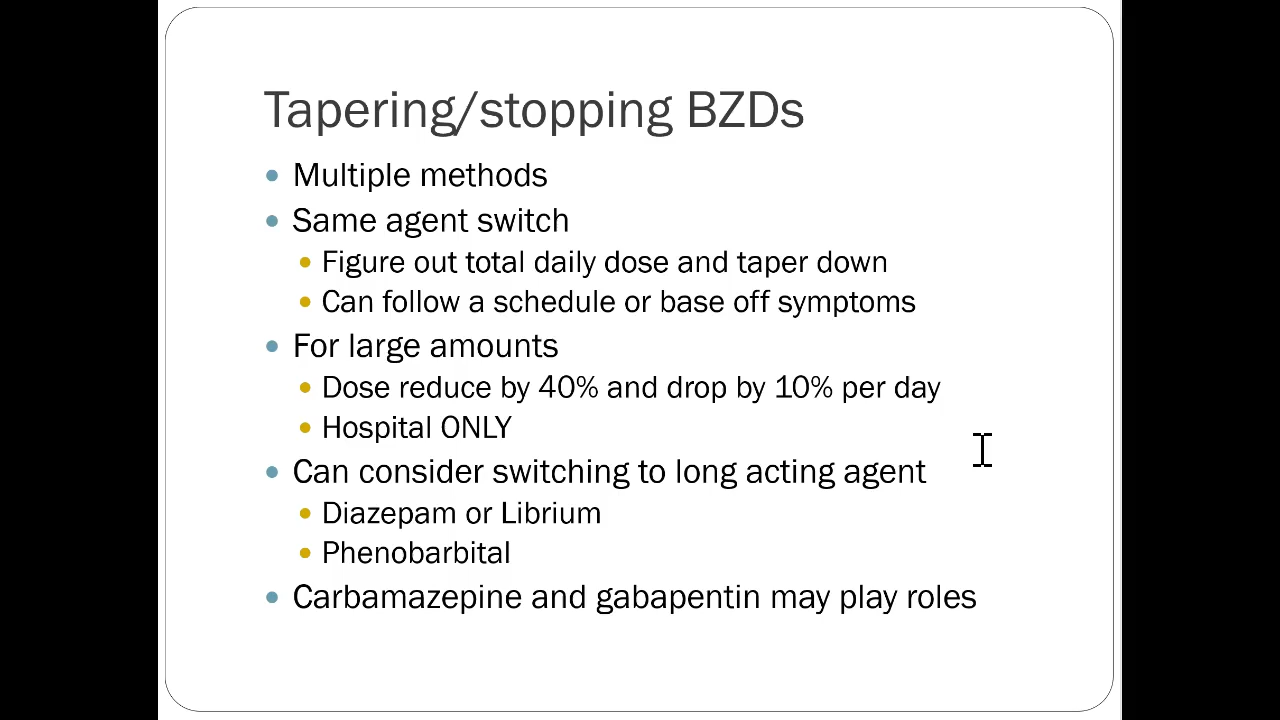 Tapering/stopping BZDs
Multiple methods
Same agent switch
Figure out total daily dose and taper down
Can follow a schedule or base off symptoms
For large amounts
Dose reduce by 40% and drop by 10% per day
Hospital ONLY
Can consider switching to long acting agent
Diazepam or Librium
Phenobarbital
Carbamazepine and gabapentin may play roles